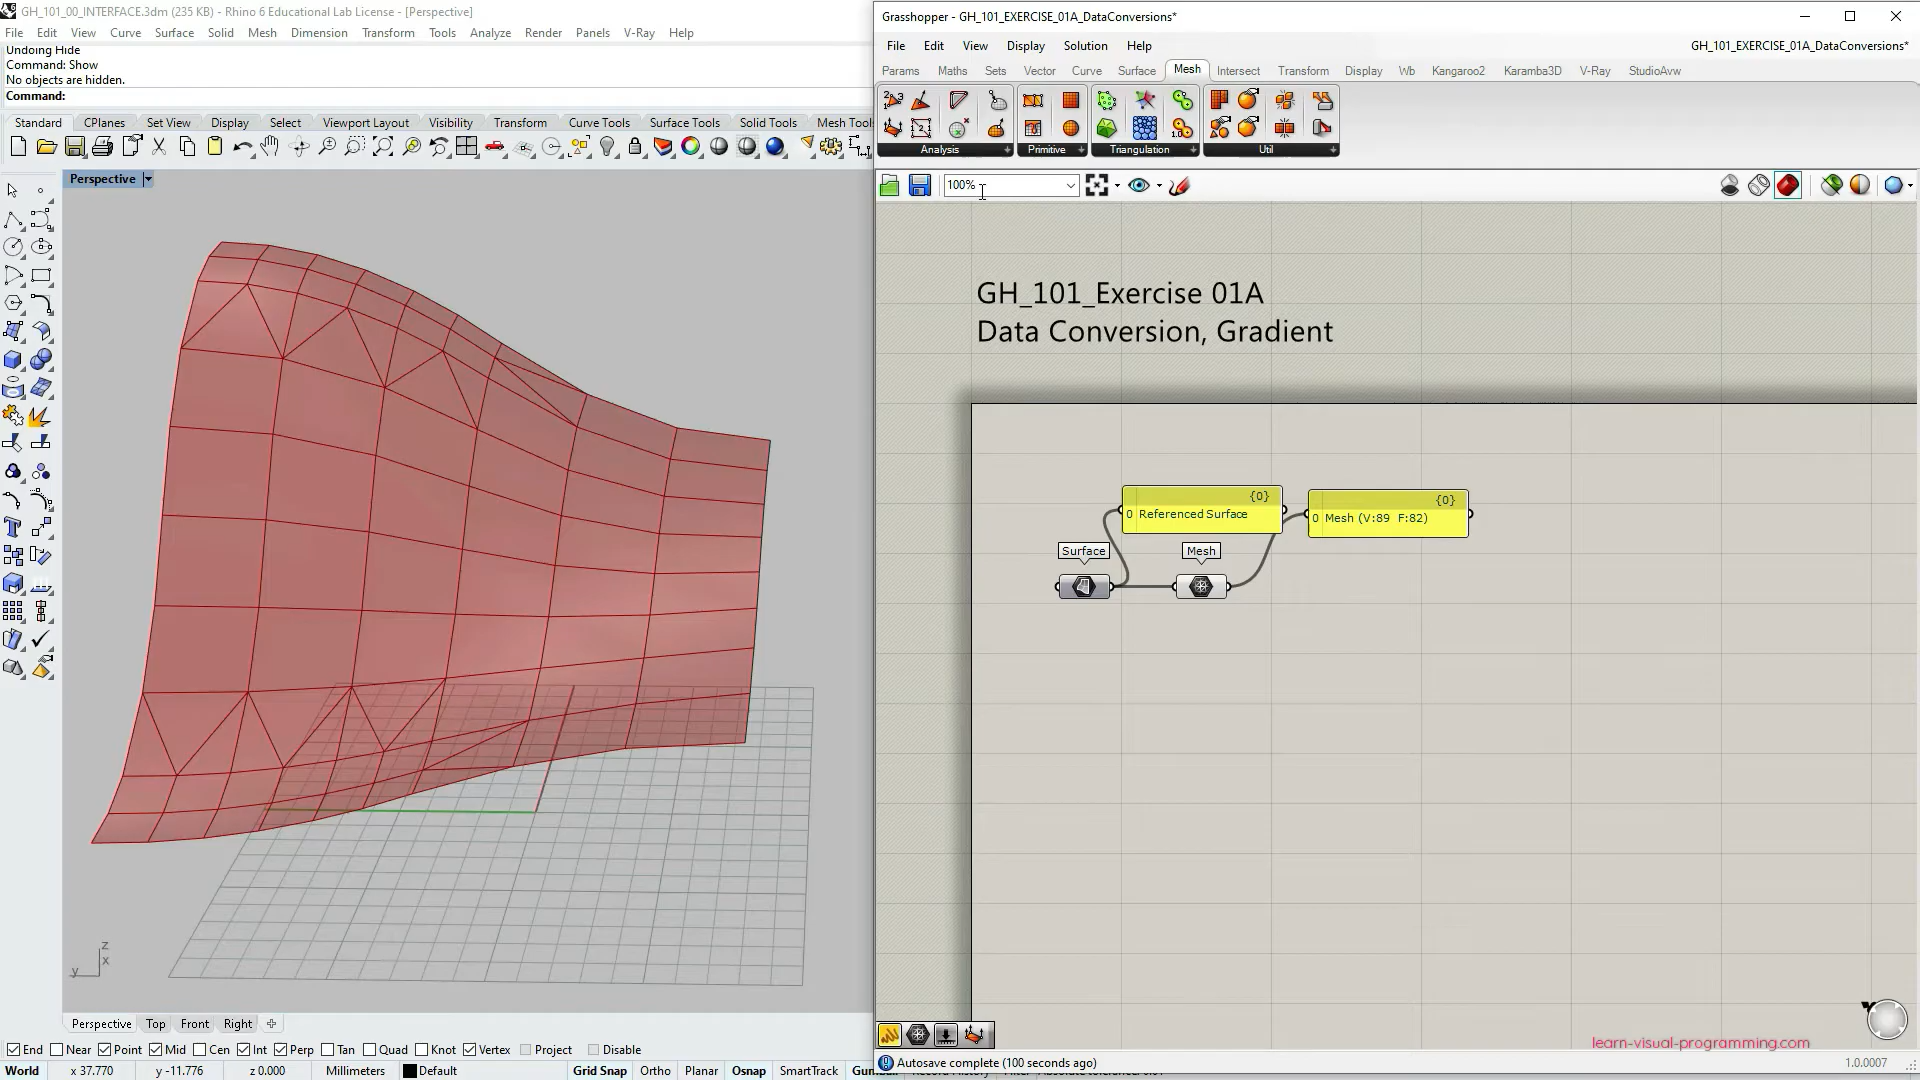 GH_101_00_INTERFACE.3dm (235 KB) - Rhino 6 Educational Lab License - [Perspective]
File Edit View Curve Surface Solid Mesh Dimension Transform Tools Analyze Render Panels V-Ray Help
Undoing Hide
Command: Show
No objects are hidden.
Command:
Standard CPlanes Set View Display Select Viewport Layout Visibility Transform Curve Tools Surface Tools Solid Tools Mesh Tools
Perspective
z
x
y
Perspective Top Front Right
End Near Point Mid Cen Int Perp Tan Quad Knot Vertex Project Disable
World x 37.770 y -11.776 z 0.000 Millimeters Default Grid Snap Ortho Planar Osnap SmartTrack
Grasshopper - GH_101_EXERCISE_01A_DataConversions*
File Edit View Display Solution Help
GH_101_EXERCISE_01A_DataConversions*
Params Maths Sets Vector Curve Surface Mesh Intersect Transform Display Wb Kangaroo2 Karamba3D V-Ray StudioAvw
Analysis Primitive Triangulation Util
100%
GH_101_Exercise 01A
Data Conversion, Gradient
{0}
0 Referenced Surface
{0}
0 Mesh (V:89 F:82)
Surface
Mesh
learn-visual-programming.com
Autosave complete (100 seconds ago)
1.0.0007